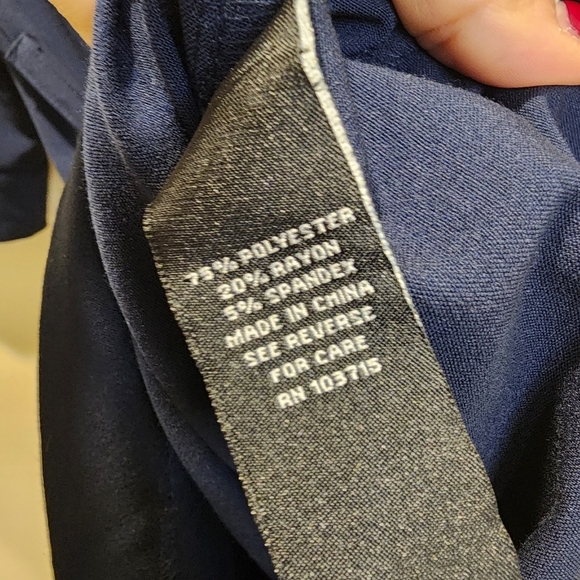 75% POLYESTER
20% RAYON
5% SPANDEX
MADE IN CHINA
SEE REVERSE
FOR CARE
RN 103715